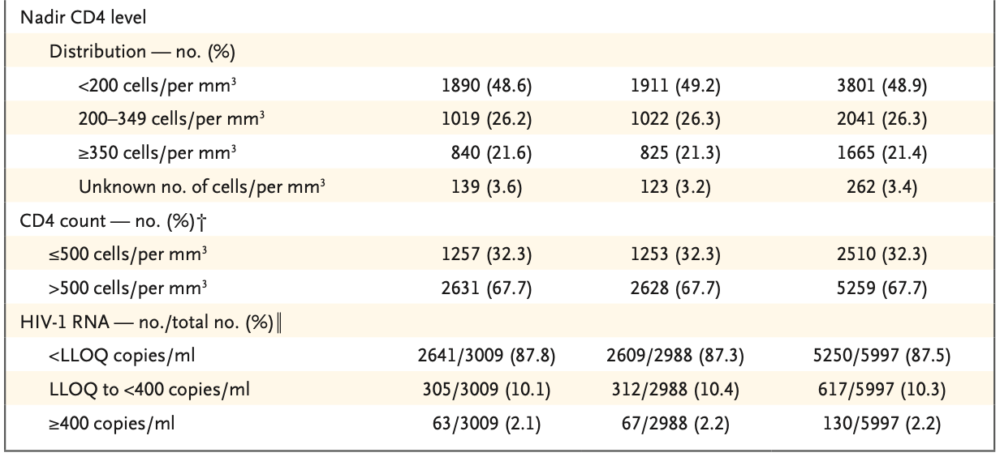 Nadir CD4 level
Distribution — no. (%)
<200 cells/per mm³ 1890 (48.6) 1911 (49.2) 3801 (48.9)
200–349 cells/per mm³ 1019 (26.2) 1022 (26.3) 2041 (26.3)
≥350 cells/per mm³ 840 (21.6) 825 (21.3) 1665 (21.4)
Unknown no. of cells/per mm³ 139 (3.6) 123 (3.2) 262 (3.4)
CD4 count — no. (%)†
≤500 cells/per mm³ 1257 (32.3) 1253 (32.3) 2510 (32.3)
>500 cells/per mm³ 2631 (67.7) 2628 (67.7) 5259 (67.7)
HIV-1 RNA — no./total no. (%)‖
<LLOQ copies/ml 2641/3009 (87.8) 2609/2988 (87.3) 5250/5997 (87.5)
LLOQ to <400 copies/ml 305/3009 (10.1) 312/2988 (10.4) 617/5997 (10.3)
≥400 copies/ml 63/3009 (2.1) 67/2988 (2.2) 130/5997 (2.2)